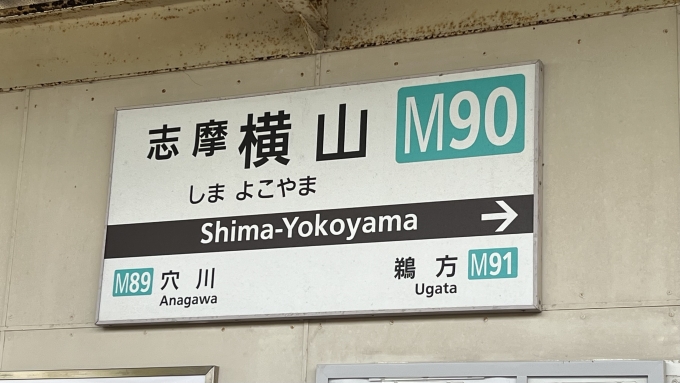 志摩横山 M90
しま よこやま
Shima-Yokoyama →
M89 穴川 鵜方 M91
Anagawa Ugata